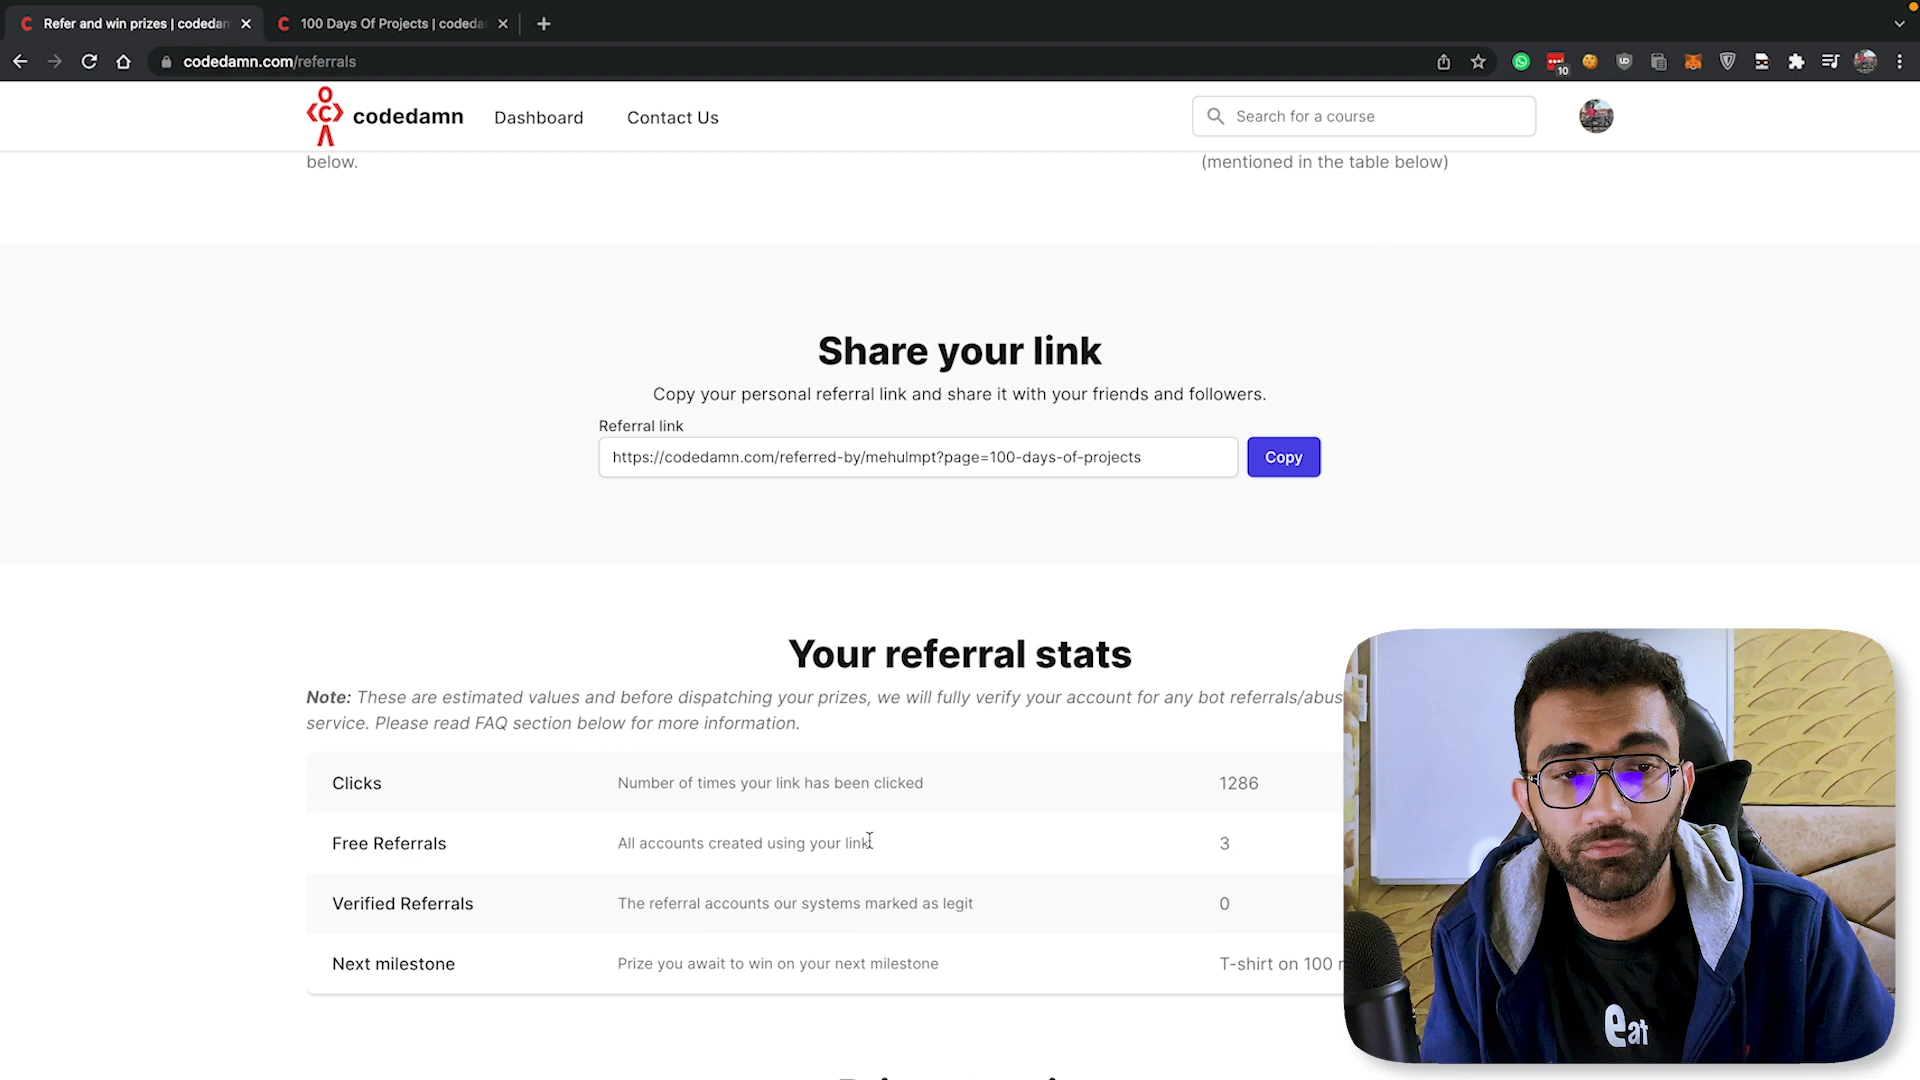 Refer and win prizes | codedam
100 Days Of Projects | codeda
codedamn.com/referrals
10
codedamn
Dashboard
Contact Us
Search for a course
below.
(mentioned in the table below)
Share your link
Copy your personal referral link and share it with your friends and followers.
Referral link
https://codedamn.com/referred-by/mehulmpt?page=100-days-of-projects
Copy
Your referral stats
Note: These are estimated values and before dispatching your prizes, we will fully verify your account for any bot referrals/abus
service. Please read FAQ section below for more information.
Clicks
Number of times your link has been clicked
1286
Free Referrals
All accounts created using your link
3
Verified Referrals
The referral accounts our systems marked as legit
0
Next milestone
Prize you await to win on your next milestone
T-shirt on 100 r
eat